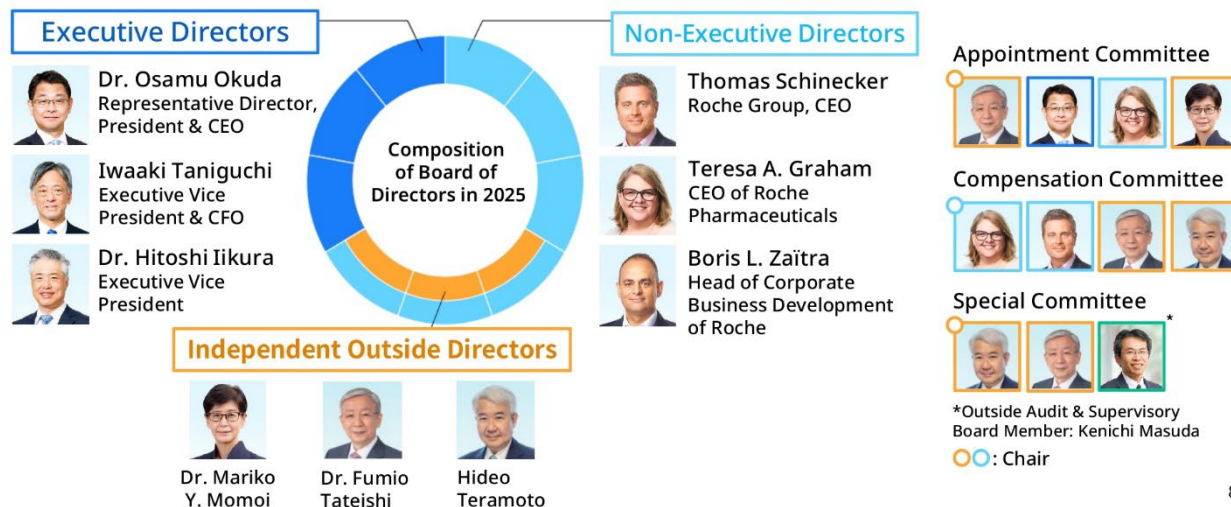 Executive Directors
Dr. Osamu Okuda
Representative Director,
President & CEO
Iwaaki Taniguchi
Executive Vice
President & CFO
Dr. Hitoshi Iikura
Executive Vice
President
Composition
of Board of
Directors in 2025
Non-Executive Directors
Thomas Schinecker
Roche Group, CEO
Teresa A. Graham
CEO of Roche
Pharmaceuticals
Boris L. Zaïtra
Head of Corporate
Business Development
of Roche
Independent Outside Directors
Dr. Mariko
Y. Momoi
Dr. Fumio
Tateishi
Hideo
Teramoto
Appointment Committee
Compensation Committee
Special Committee
*
*Outside Audit & Supervisory
Board Member: Kenichi Masuda
: Chair